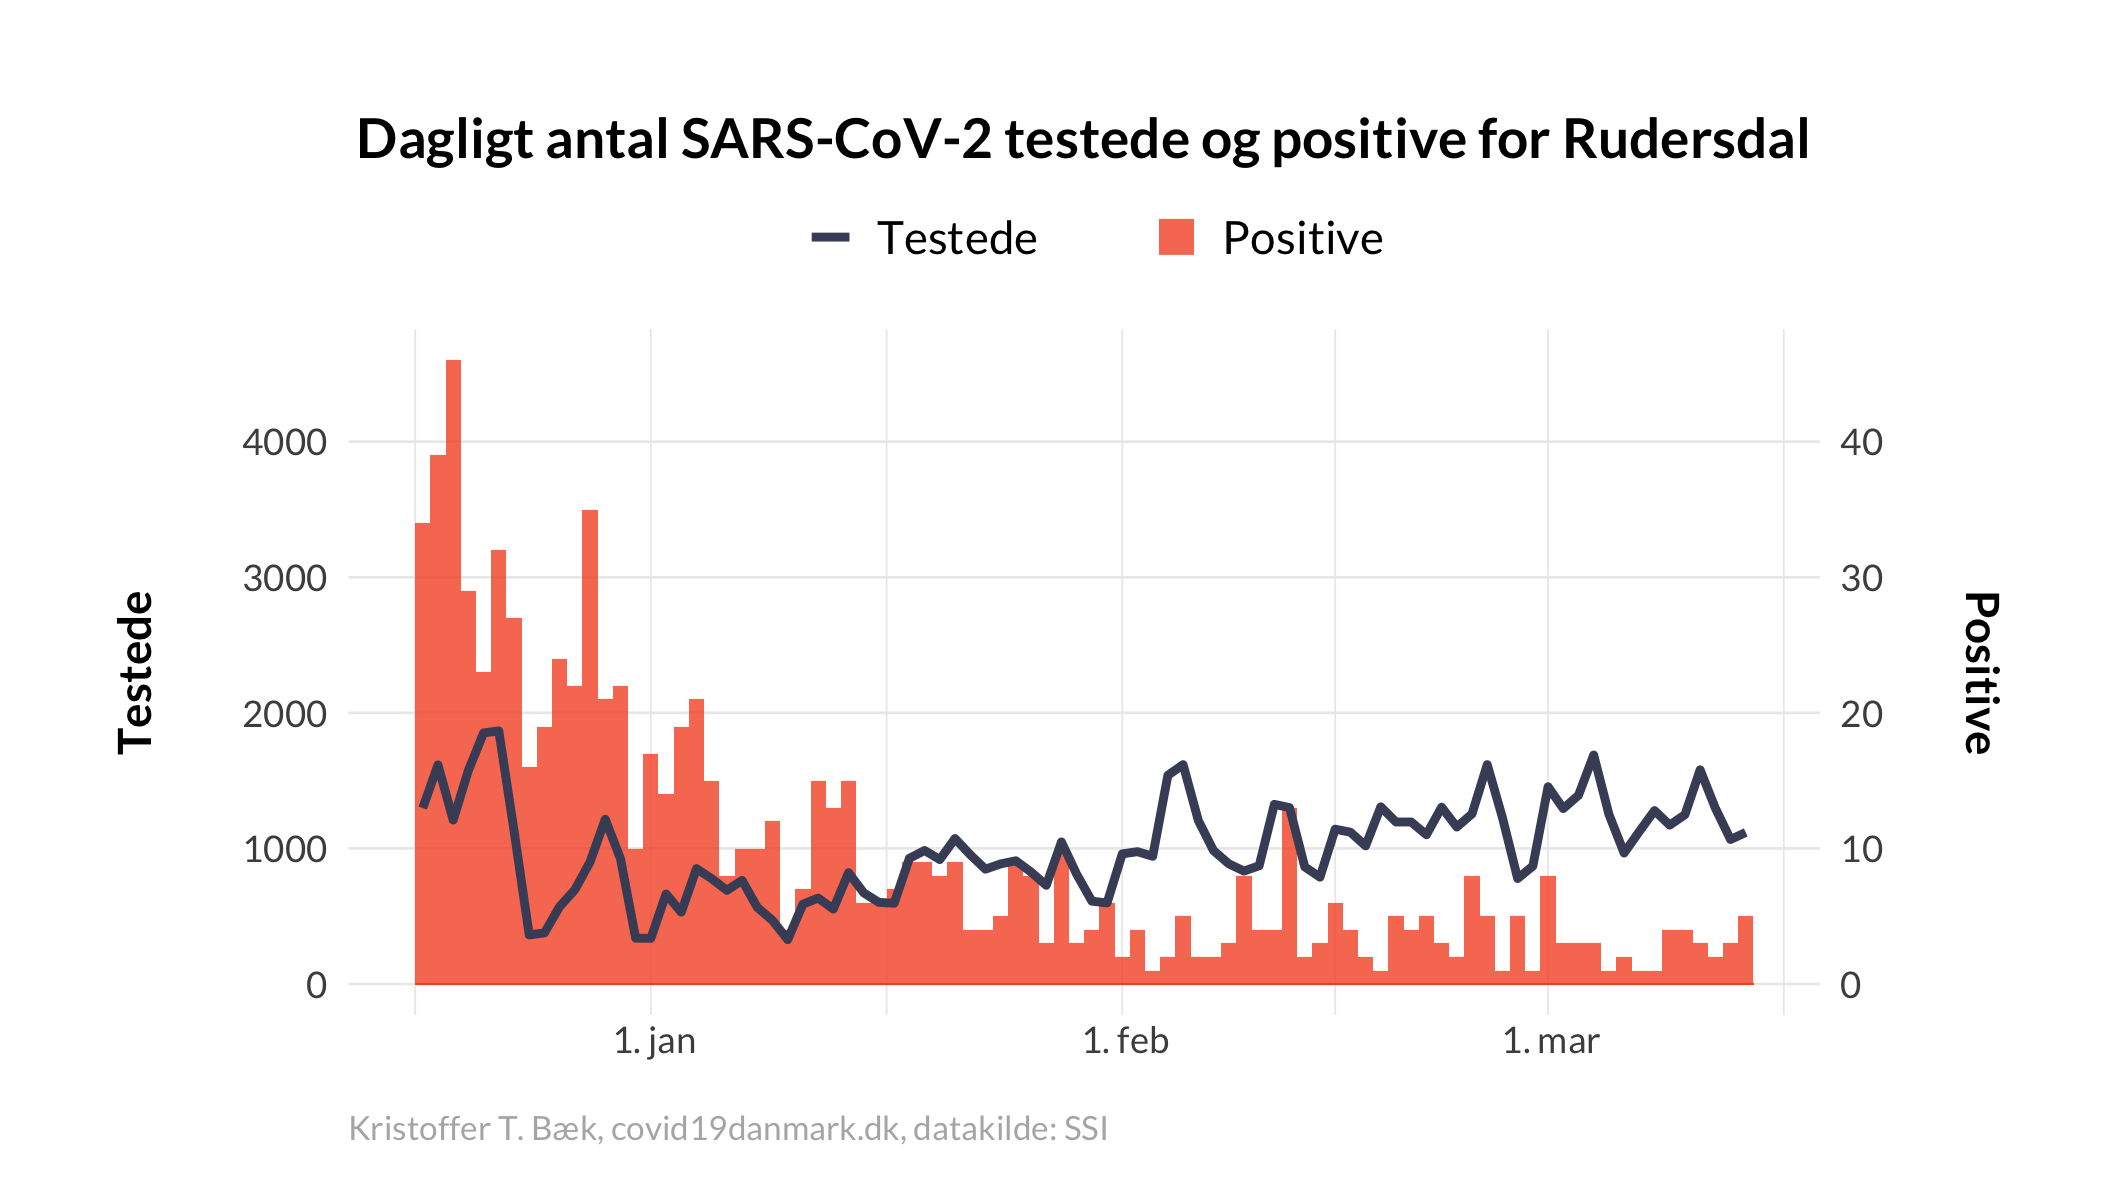 Dagligt antal SARS-CoV-2 testede og positive for Rudersdal
Testede Positive
4000 40
3000 30
2000 20
1000 10
0 0
Testede
Positive
1. jan 1. feb 1. mar
Kristoffer T. Bæk, covid19danmark.dk, datakilde: SSI